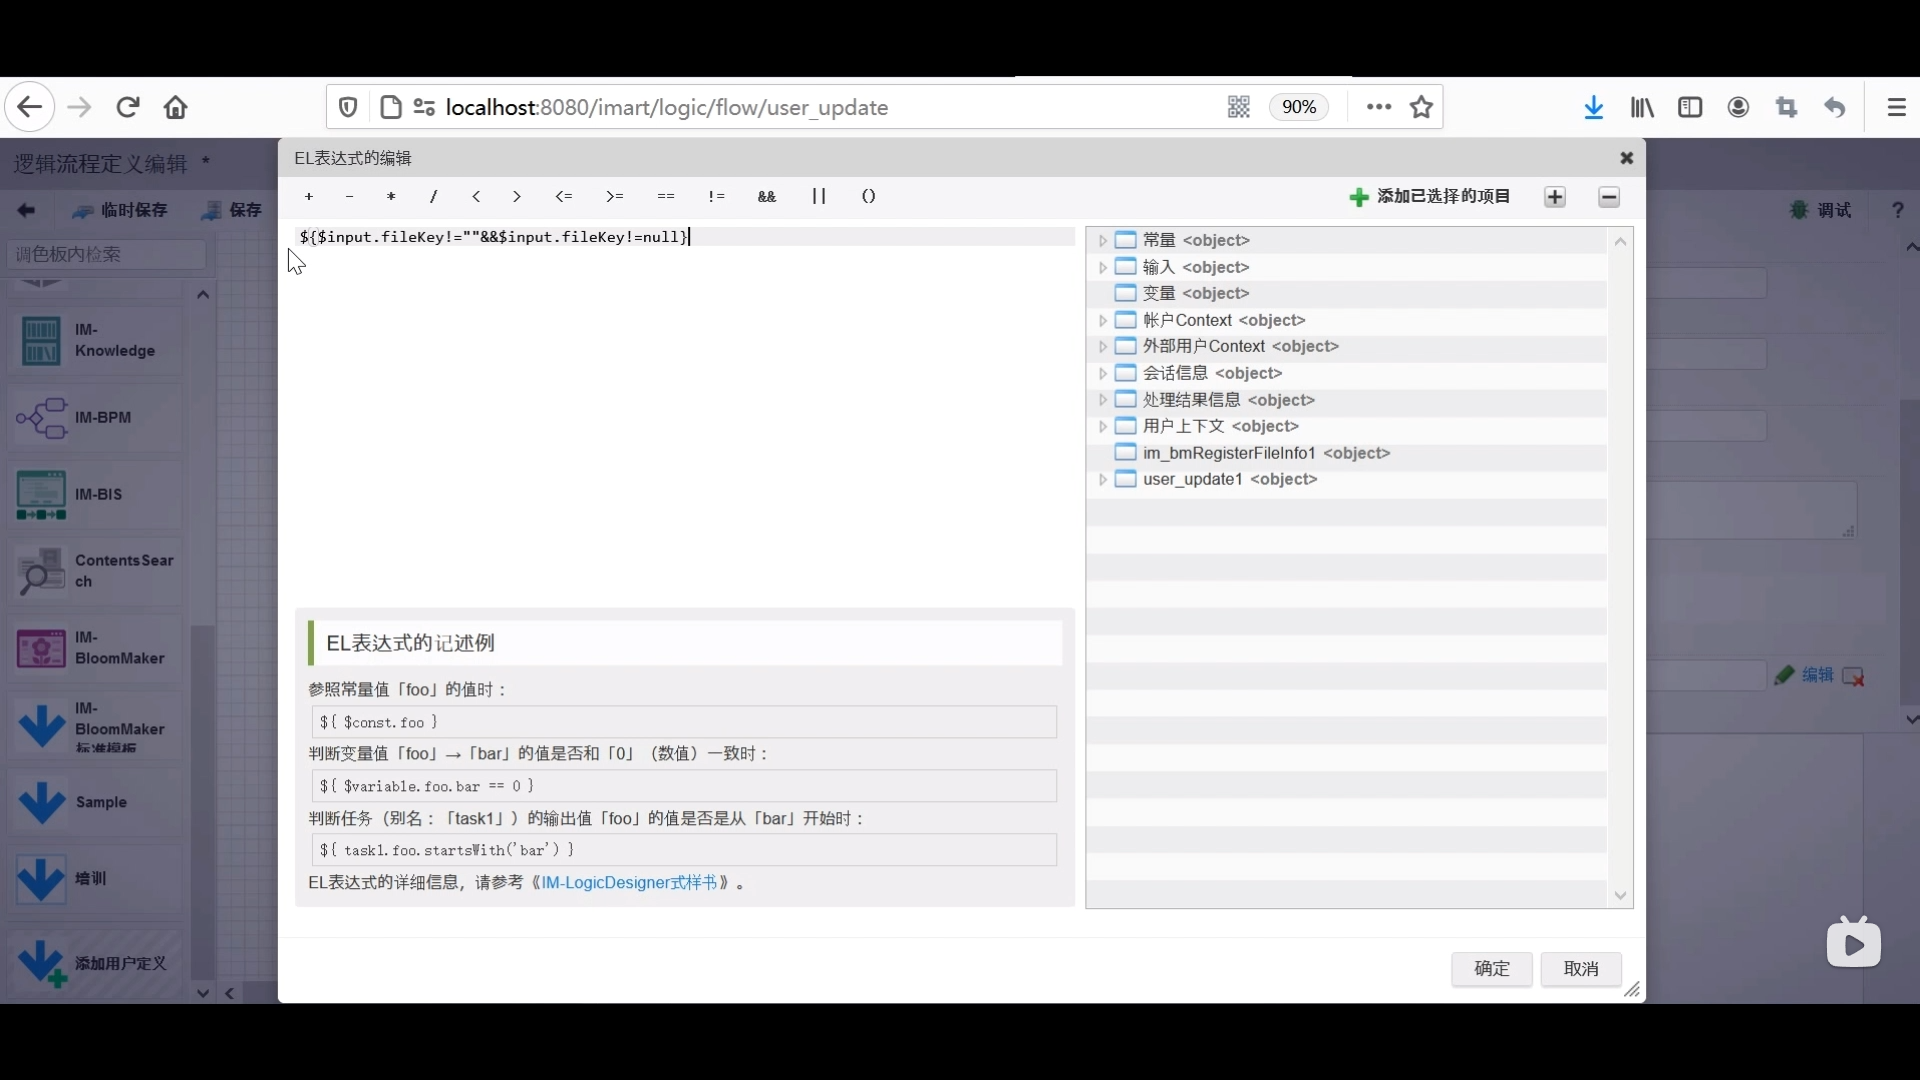 localhost:8080/imart/logic/flow/user_update
90%
逻辑流程定义编辑 *
EL表达式的编辑
临时保存
保存
+ - * / < > <= >= == != && || ()
添加已选择的项目
调试
?
调色板内检索
${$input.fileKey!=""&&$input.fileKey!=null}
常量 <object>
输入 <object>
变量 <object>
帐户Context <object>
外部用户Context <object>
会话信息 <object>
处理结果信息 <object>
用户上下文 <object>
im_bmRegisterFileInfo1 <object>
user_update1 <object>
IM-
Knowledge
IM-BPM
IM-BIS
ContentsSear
ch
IM-
BloomMaker
IM-
BloomMaker
标准模板
Sample
培训
添加用户定义
编辑
EL表达式的记述例
参照常量值「foo」的值时：
${ $const.foo }
判断变量值「foo」→「bar」的值是否和「0」（数值）一致时：
${ $variable.foo.bar == 0 }
判断任务（别名：「task1」）的输出值「foo」的值是否是从「bar」开始时：
${ task1.foo.startsWith('bar') }
EL表达式的详细信息，请参考《IM-LogicDesigner式样书》。
确定
取消